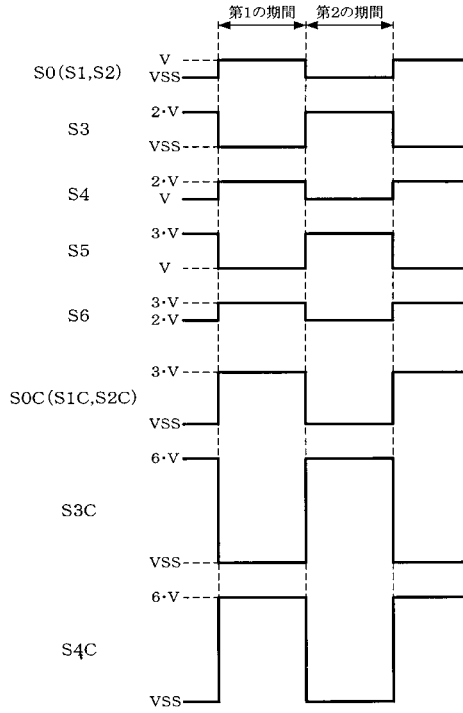 第1の期間 第2の期間
V
S0(S1,S2)
VSS
2·V
S3
VSS
2·V
S4
V
3·V
S5
V
3·V
S6
2·V
3·V
S0C(S1C,S2C)
VSS
6·V
S3C
VSS
6·V
S4C
VSS